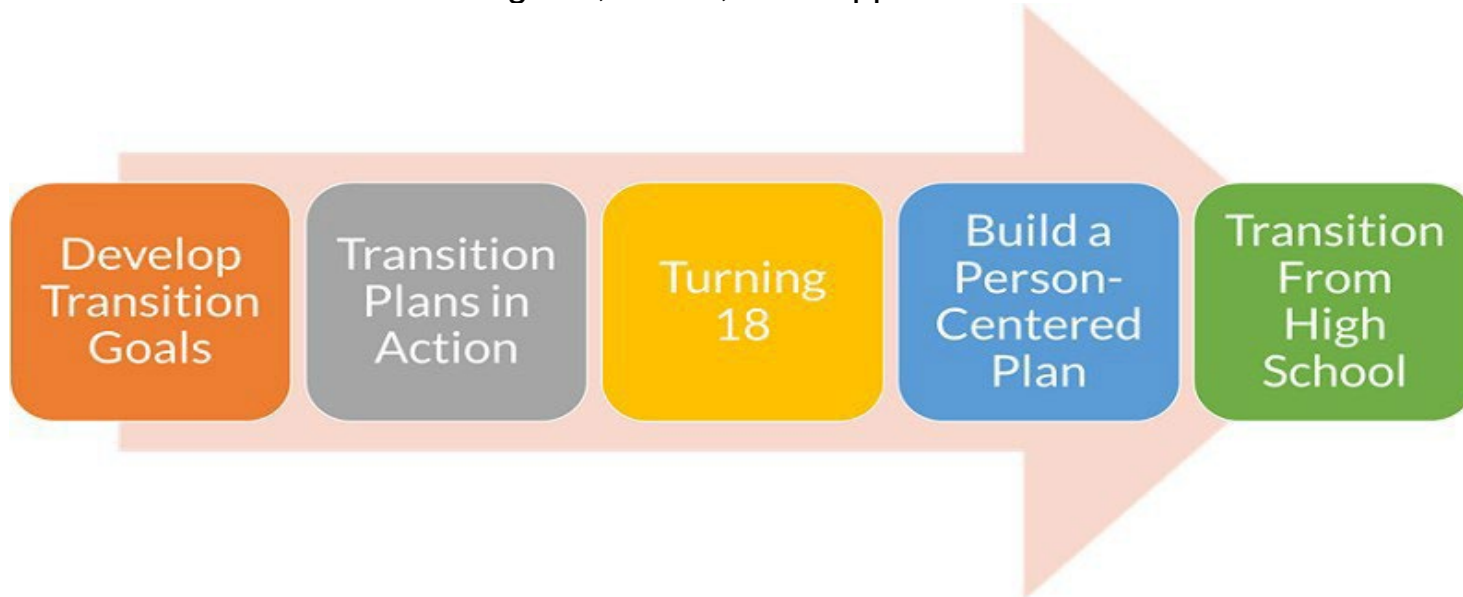 Develop
Transition
Goals
Transition
Plans in
Action
Turning
18
Build a
Person-
Centered
Plan
Transition
From
High
School